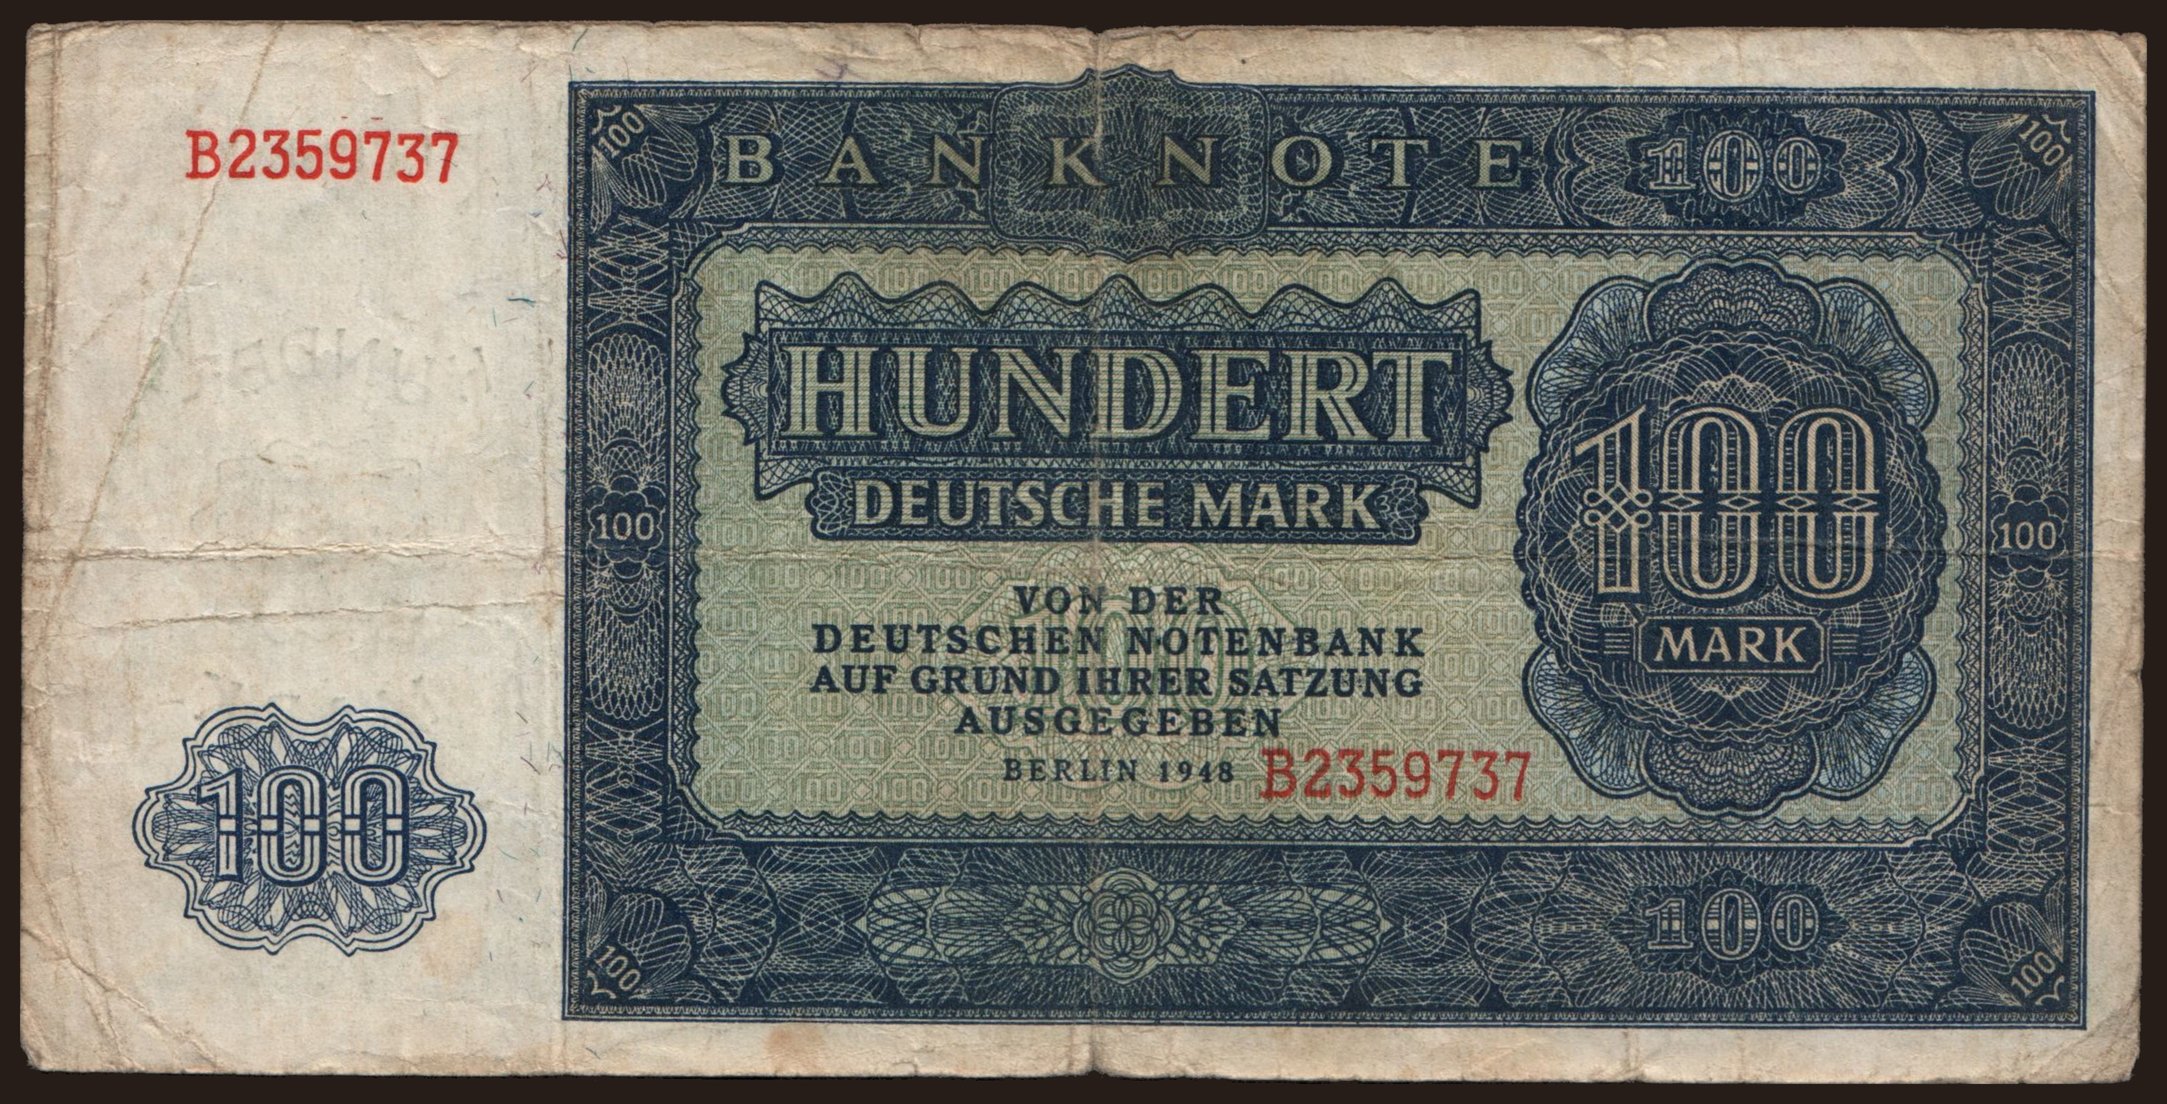 B2359737
100
100 BANKNOTE 100 100
HUNDERT
DEUTSCHE MARK
100
MARK
100
100
VON DER
DEUTSCHEN NOTENBANK
AUF GRUND IHRER SATZUNG
AUSGEGEBEN
BERLIN 1948 B2359737
100
100 100